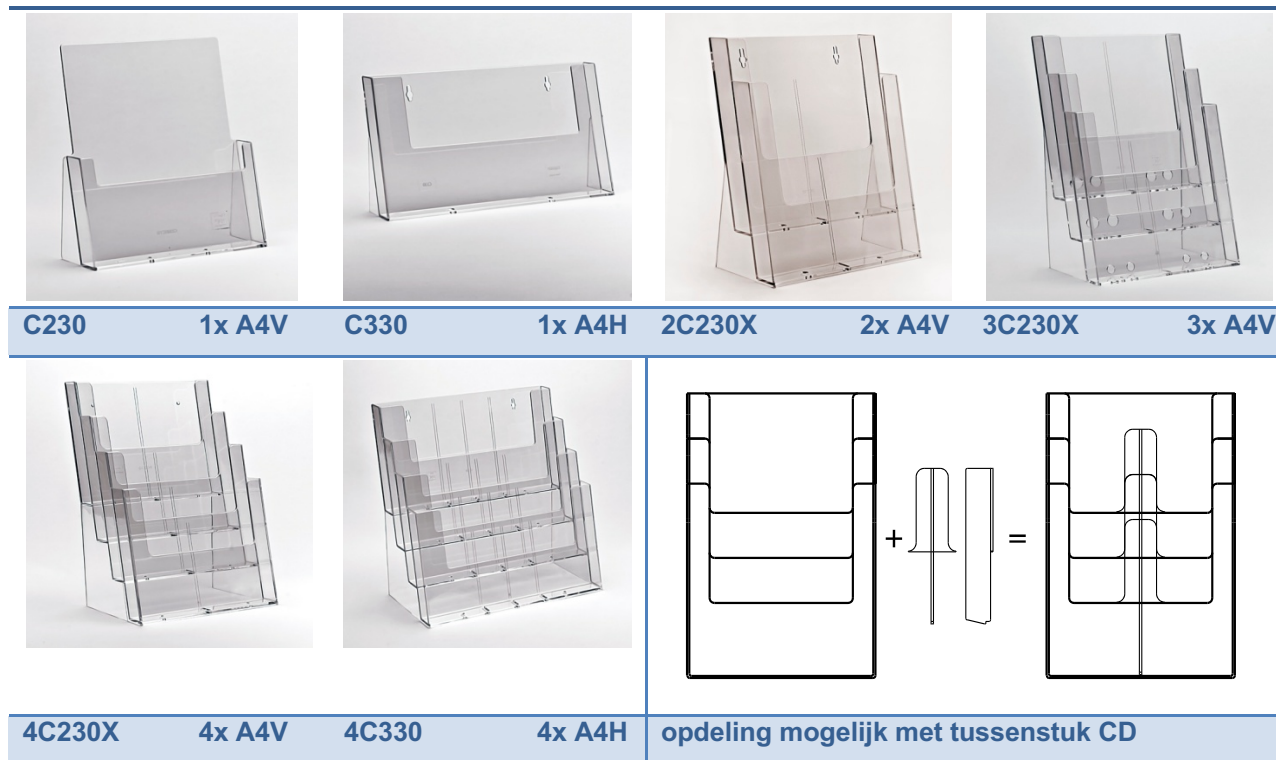 C230 1x A4V C330 1x A4H 2C230X 2x A4V 3C230X 3x A4V
+ =
4C230X 4x A4V 4C330 4x A4H opdeling mogelijk met tussenstuk CD